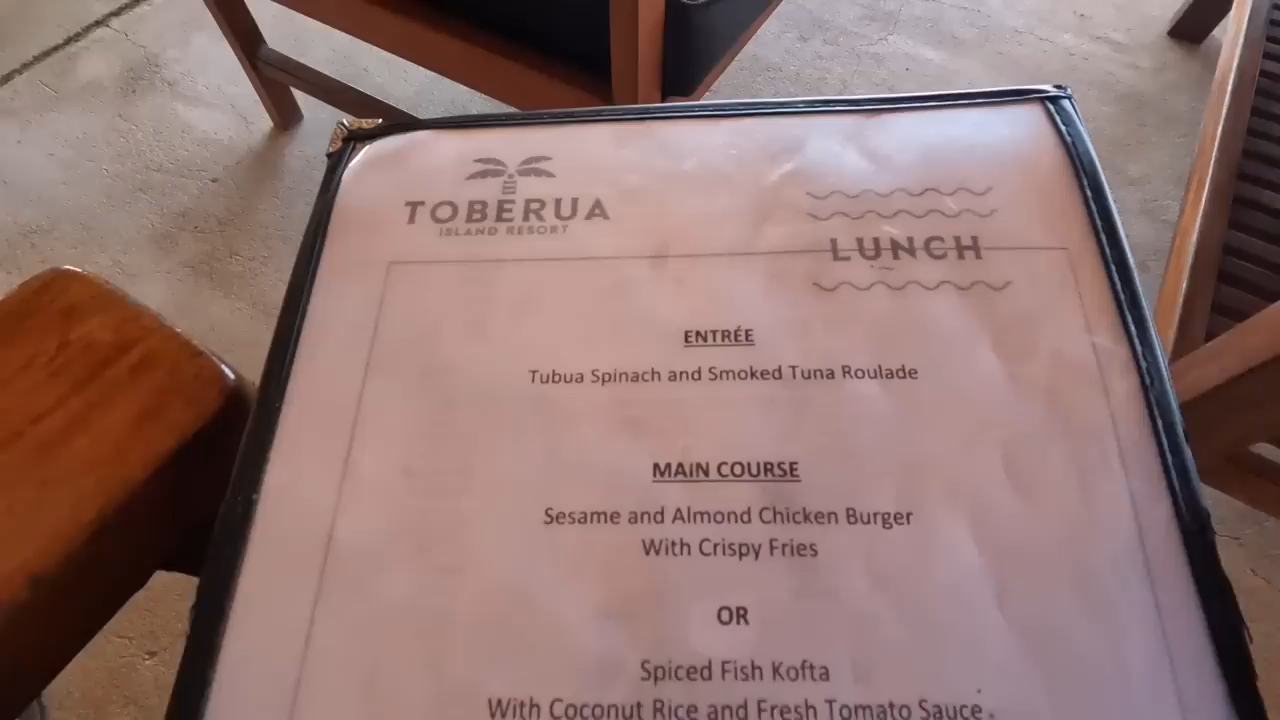 TOBERUA
ISLAND RESORT
LUNCH
ENTRÉE
Tubua Spinach and Smoked Tuna Roulade
MAIN COURSE
Sesame and Almond Chicken Burger
With Crispy Fries
OR
Spiced Fish Kofta
With Coconut Rice and Fresh Tomato Sauce